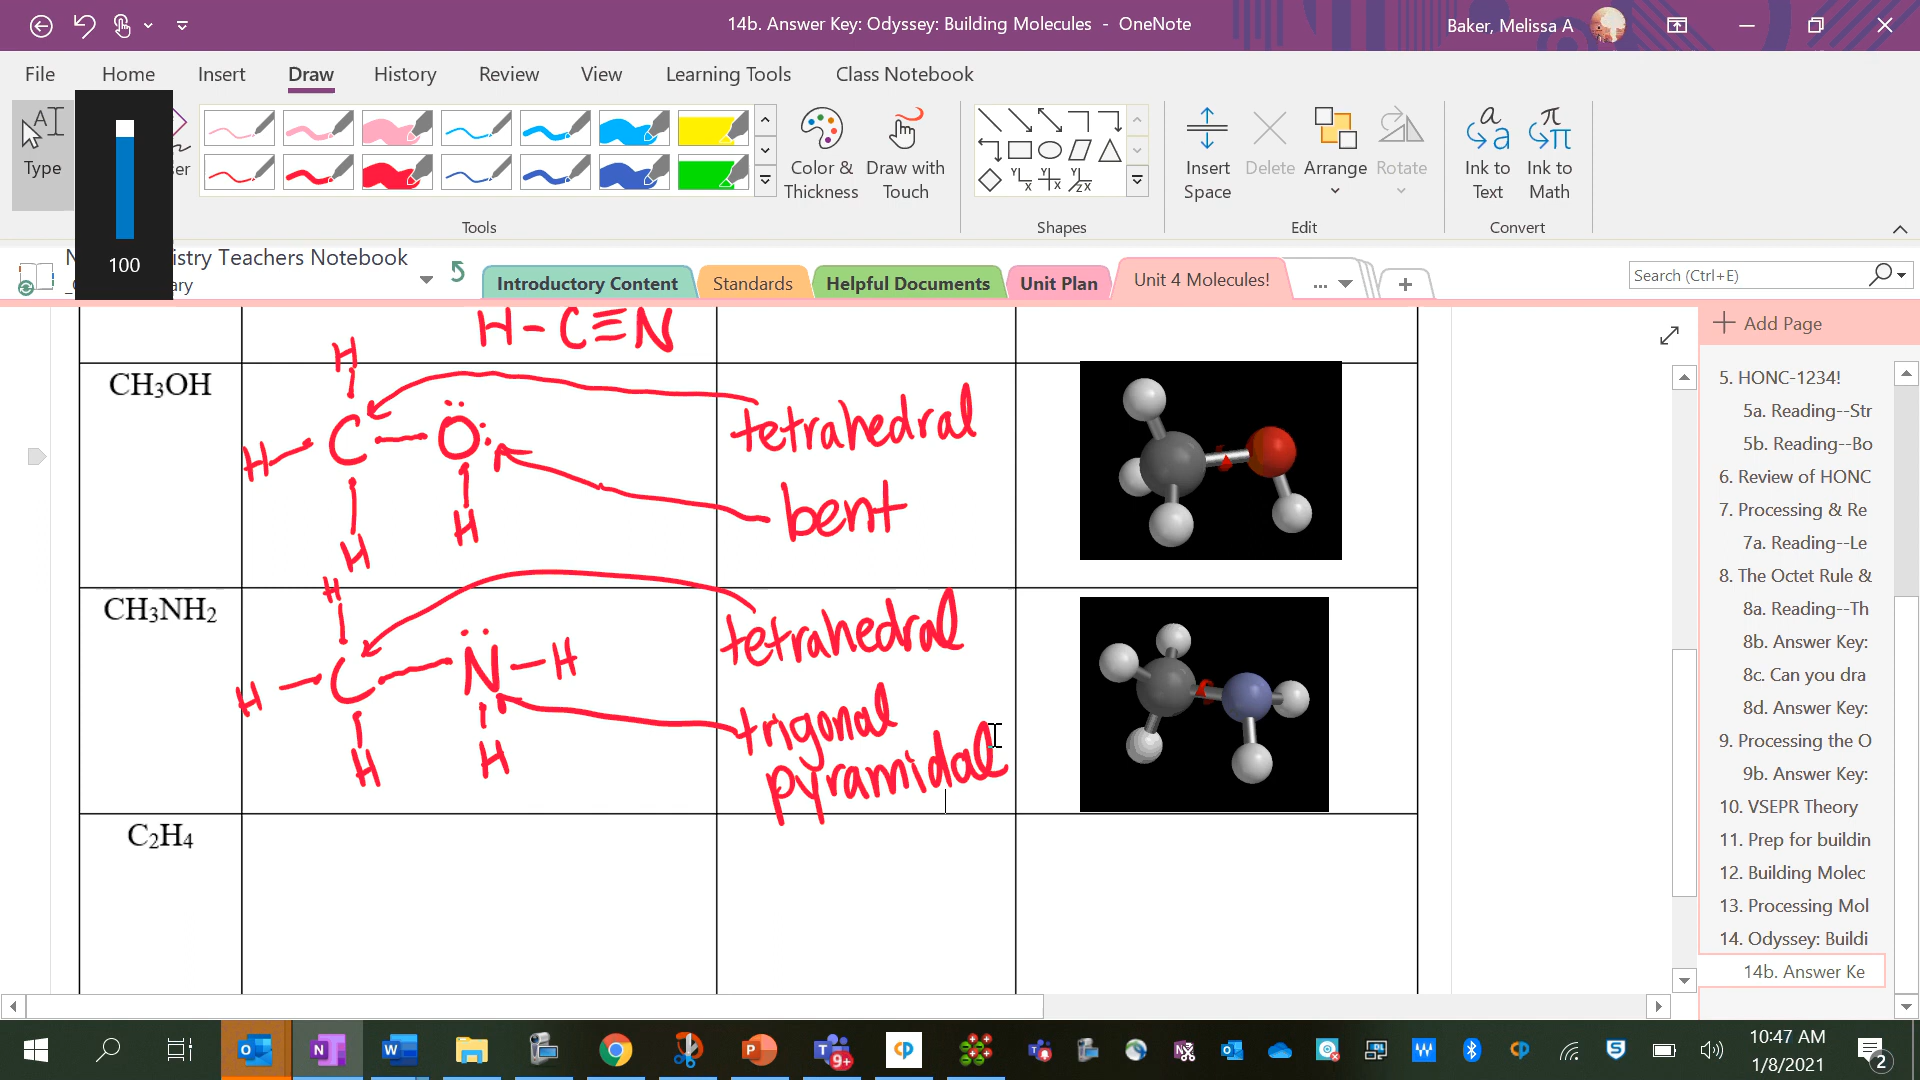 14b. Answer Key: Odyssey: Building Molecules - OneNote
Baker, Melissa A
File Home Insert Draw History Review View Learning Tools Class Notebook
Type
Color & Thickness
Draw with Touch
Insert Space
Delete
Arrange
Rotate
Ink to Text
Ink to Math
Tools
Shapes
Edit
Convert
100
istry Teachers Notebook
Introductory Content
Standards
Helpful Documents
Unit Plan
Unit 4 Molecules!
...
Search (Ctrl+E)
Add Page
H-C≡N
CH3OH
H
H-C-O:
H
H
tetrahedral
bent
CH3NH2
H
H-C-N-H
H
H
tetrahedral
trigonal
pyramidal
C2H4
5. HONC-1234!
5a. Reading--Str
5b. Reading--Bo
6. Review of HONC
7. Processing & Re
7a. Reading--Le
8. The Octet Rule &
8a. Reading--Th
8b. Answer Key:
8c. Can you dra
8d. Answer Key:
9. Processing the O
9b. Answer Key:
10. VSEPR Theory
11. Prep for buildin
12. Building Molec
13. Processing Mol
14. Odyssey: Buildi
14b. Answer Ke
10:47 AM
1/8/2021
9+
2